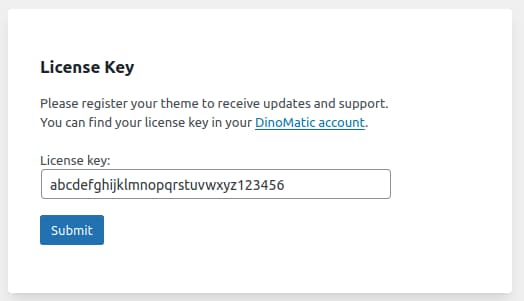 License Key
Please register your theme to receive updates and support.
You can find your license key in your DinoMatic account.
License key:
abcdefghijklmnopqrstuvwxyz123456
Submit